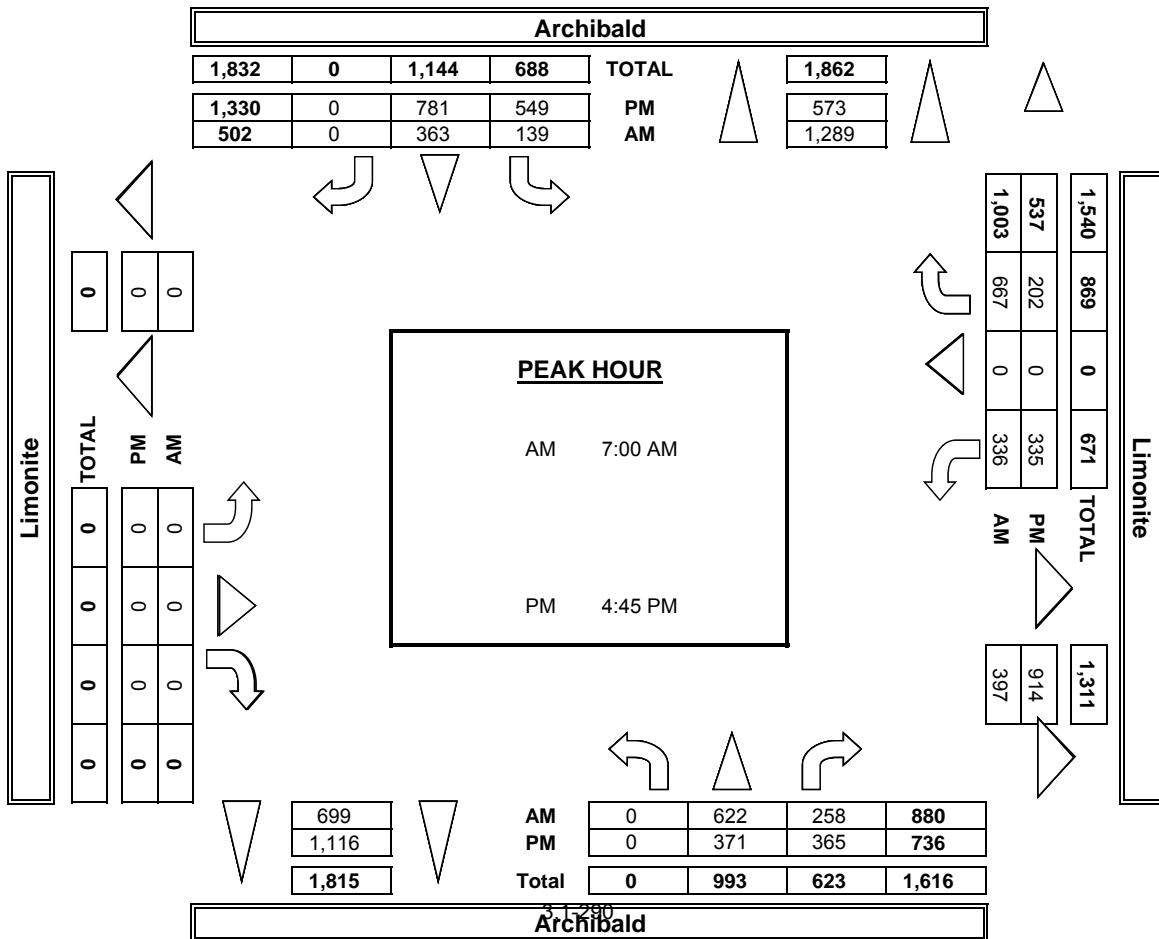 Archibald
1,832 0 1,144 688 TOTAL 1,862
1,330 0 781 549 PM 573
502 0 363 139 AM 1,289
Limonite
0 0 0
TOTAL PM AM
0 0 0
0 0 0
0 0 0
0 0 0
PEAK HOUR
AM 7:00 AM
PM 4:45 PM
1,540 869 0 671 TOTAL
537 202 0 335 PM
1,003 667 0 336 AM
1,311
914
397
Limonite
699 AM 0 622 258 880
1,116 PM 0 371 365 736
1,815 Total 0 993 623 1,616
3.1-290
Archibald